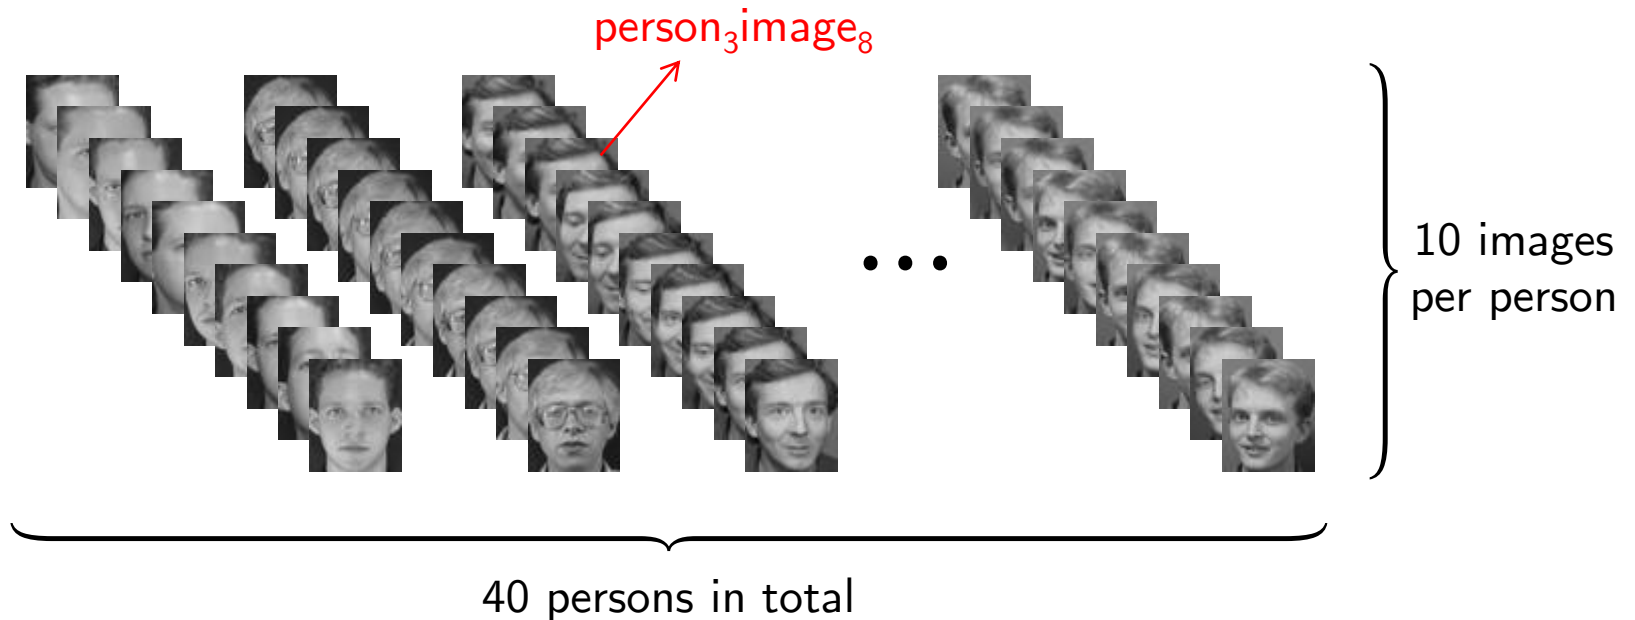 person₃image₈
10 images
per person
40 persons in total